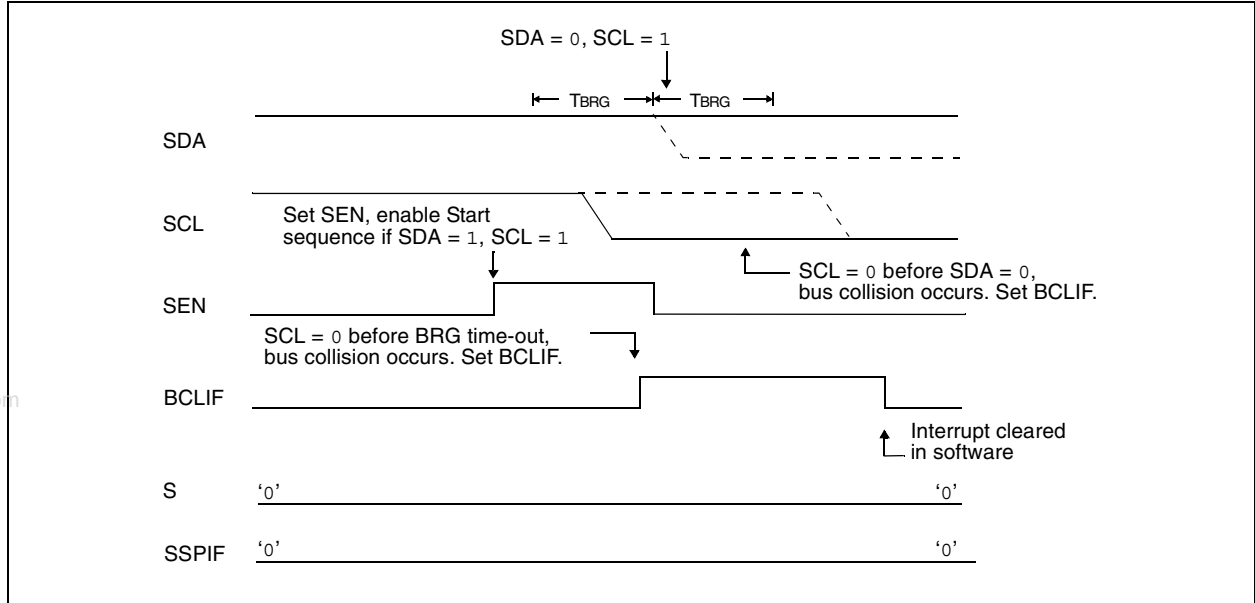 SDA = 0, SCL = 1
TBRG TBRG
SDA
SCL
Set SEN, enable Start
sequence if SDA = 1, SCL = 1
SCL = 0 before SDA = 0,
bus collision occurs. Set BCLIF.
SEN
SCL = 0 before BRG time-out,
bus collision occurs. Set BCLIF.
BCLIF
Interrupt cleared
in software
S ‘0’ ‘0’
SSPIF ‘0’ ‘0’